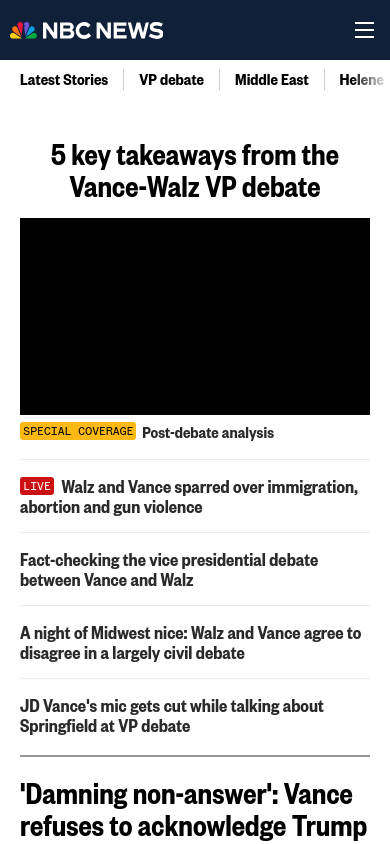 NBC NEWS
Latest Stories
VP debate
Middle East
Helene
5 key takeaways from the
Vance-Walz VP debate
SPECIAL COVERAGE Post-debate analysis
LIVE Walz and Vance sparred over immigration,
abortion and gun violence
Fact-checking the vice presidential debate
between Vance and Walz
A night of Midwest nice: Walz and Vance agree to
disagree in a largely civil debate
JD Vance's mic gets cut while talking about
Springfield at VP debate
'Damning non-answer': Vance
refuses to acknowledge Trump